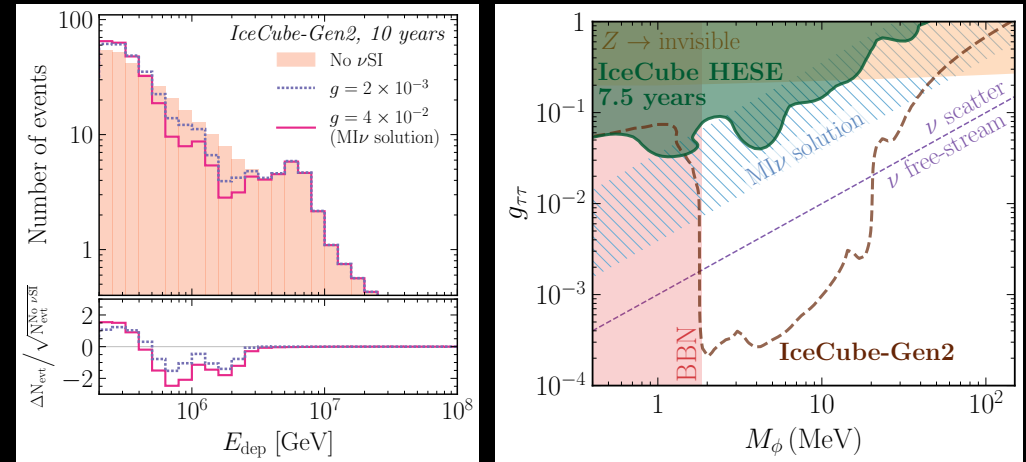 IceCube-Gen2, 10 years
No νSI
g = 2 × 10⁻³
g = 4 × 10⁻²
(MIν solution)
Number of events
100
10
1
ΔN_evt / √N_evt^No νSI
2
0
−2
10⁶
10⁷
10⁸
E_dep [GeV]
Z → invisible
IceCube HESE
7.5 years
MIν solution
ν scatter
ν free-stream
BBN
IceCube-Gen2
g_ττ
10⁰
10⁻¹
10⁻²
10⁻³
10⁻⁴
1
10
10²
M_ϕ (MeV)